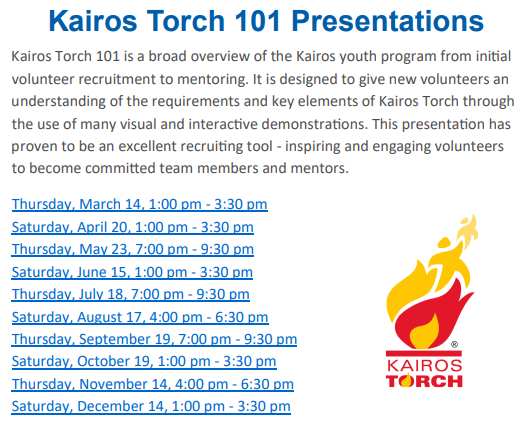 Kairos Torch 101 Presentations
Kairos Torch 101 is a broad overview of the Kairos youth program from initial
volunteer recruitment to mentoring. It is designed to give new volunteers an
understanding of the requirements and key elements of Kairos Torch through
the use of many visual and interactive demonstrations. This presentation has
proven to be an excellent recruiting tool - inspiring and engaging volunteers
to become committed team members and mentors.
Thursday, March 14, 1:00 pm - 3:30 pm
Saturday, April 20, 1:00 pm - 3:30 pm
Thursday, May 23, 7:00 pm - 9:30 pm
Saturday, June 15, 1:00 pm - 3:30 pm
Thursday, July 18, 7:00 pm - 9:30 pm
Saturday, August 17, 4:00 pm - 6:30 pm
Thursday, September 19, 7:00 pm - 9:30 pm
Saturday, October 19, 1:00 pm - 3:30 pm
Thursday, November 14, 4:00 pm - 6:30 pm
Saturday, December 14, 1:00 pm - 3:30 pm
®
KAIROS
TORCH